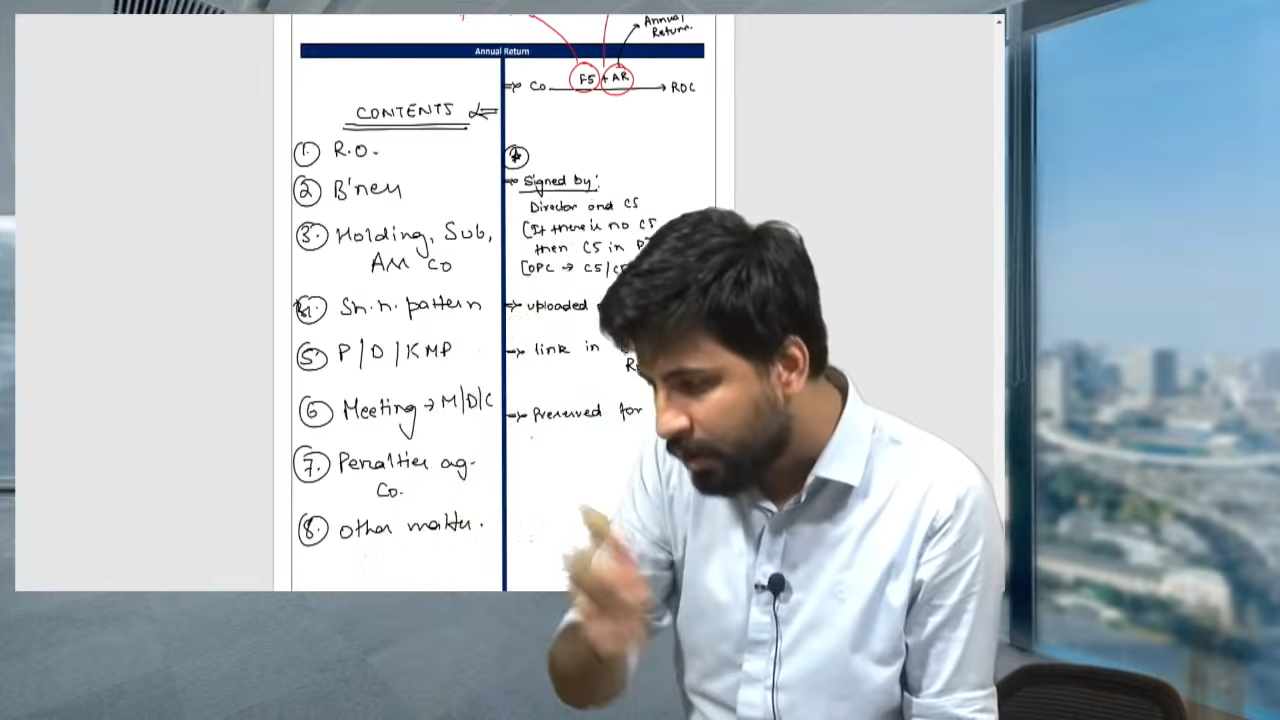 Annual
Return.
Annual Return
⇒ Co FS + AR → ROC
CONTENTS
1. R.O.
2. B'ness
3. Holding, Sub,
Ass Co
4. Sh.h. pattern
5. P/D/KMP
6. Meeting → M/D/C
7. Penalties ag.
Co.
8. Other matter.
Signed by:
Director and CS
[If there is no CS
then CS in
[OPC → CS/
→ uploaded
→ link in
→ Preserved for